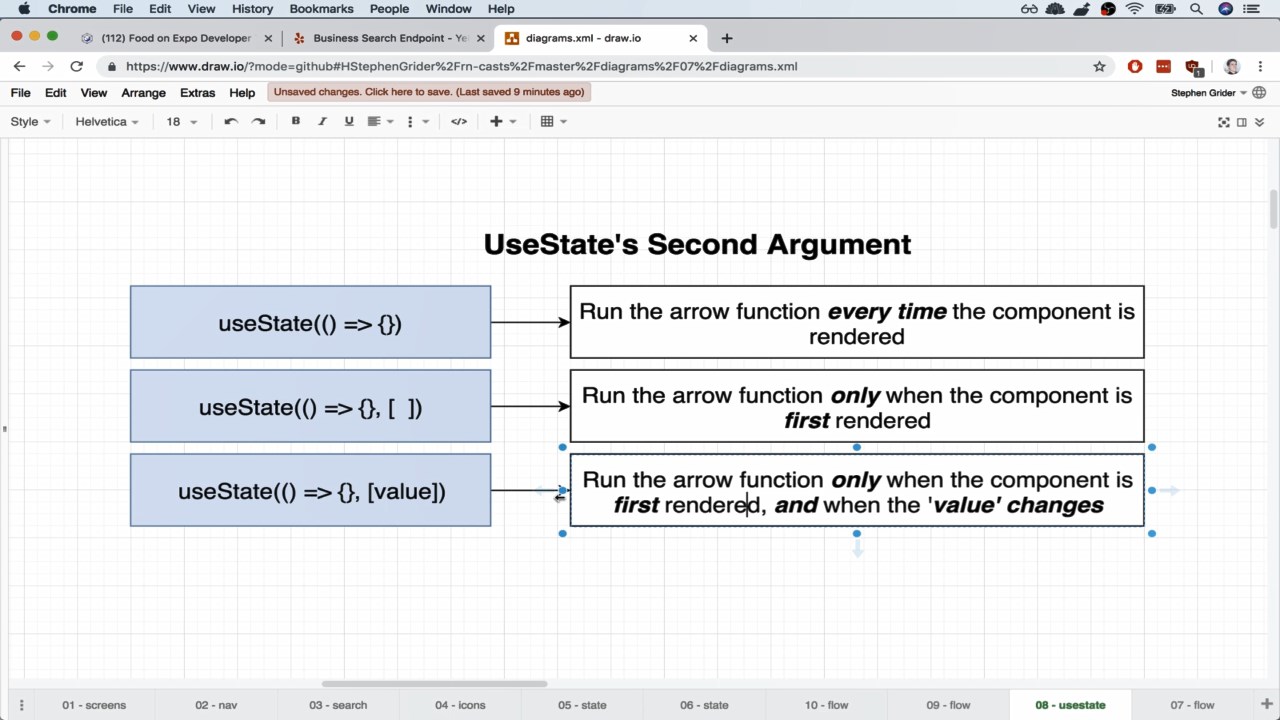 Chrome File Edit View History Bookmarks People Window Help
(112) Food on Expo Developer
Business Search Endpoint - Ye
diagrams.xml - draw.io
https://www.draw.io/?mode=github#HStephenGrider%2Frn-casts%2Fmaster%2Fdiagrams%2F07%2Fdiagrams.xml
1
File Edit View Arrange Extras Help Unsaved changes. Click here to save. (Last saved 9 minutes ago) Stephen Grider
Style Helvetica 18 B I U
UseState's Second Argument
useState(() => {})
Run the arrow function every time the component is
rendered
useState(() => {}, [ ])
Run the arrow function only when the component is
first rendered
useState(() => {}, [value])
Run the arrow function only when the component is
first rendered, and when the 'value' changes
01 - screens 02 - nav 03 - search 04 - icons 05 - state 06 - state 10 - flow 09 - flow 08 - usestate 07 - flow